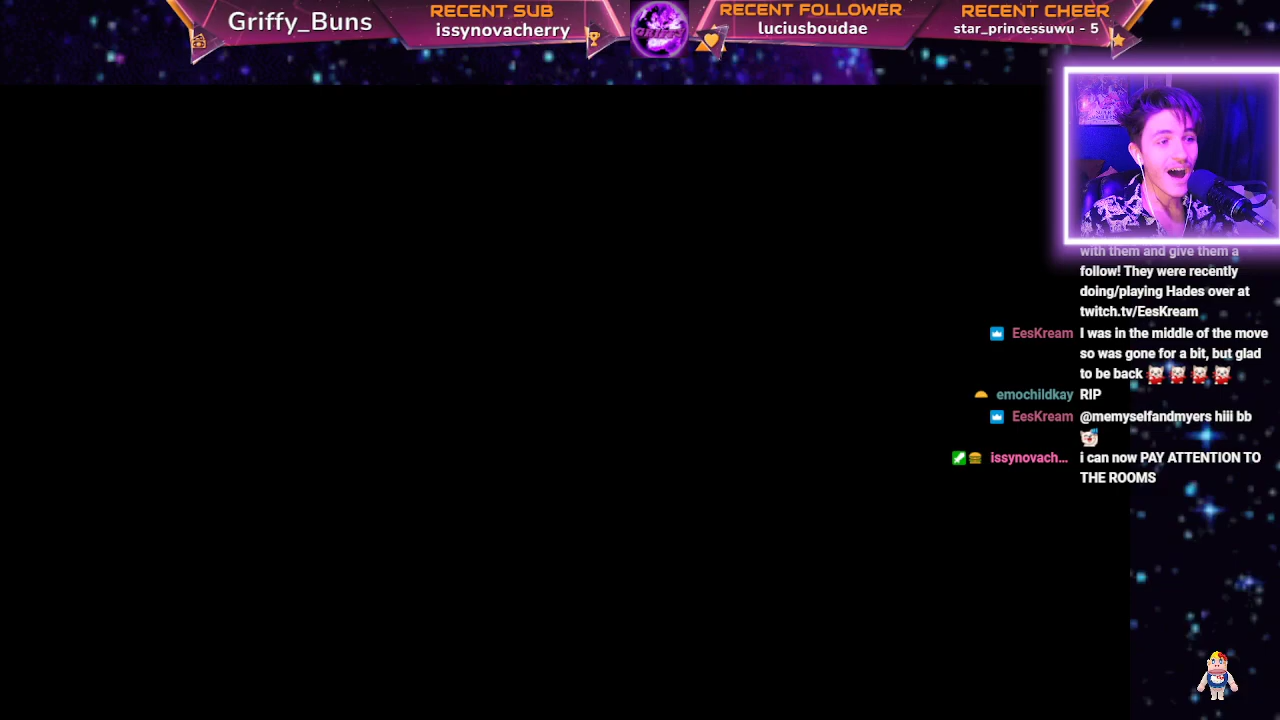 Griffy_Buns
RECENT SUB
issynovacherry
RECENT FOLLOWER
luciusboudae
RECENT CHEER
star_princessuwu - 5
with them and give them a
follow! They were recently
doing/playing Hades over at
twitch.tv/EesKream
EesKream I was in the middle of the move
so was gone for a bit, but glad
to be back
emochildkay RIP
EesKream @memyselfandmyers hiii bb
issynovach... i can now PAY ATTENTION TO
THE ROOMS